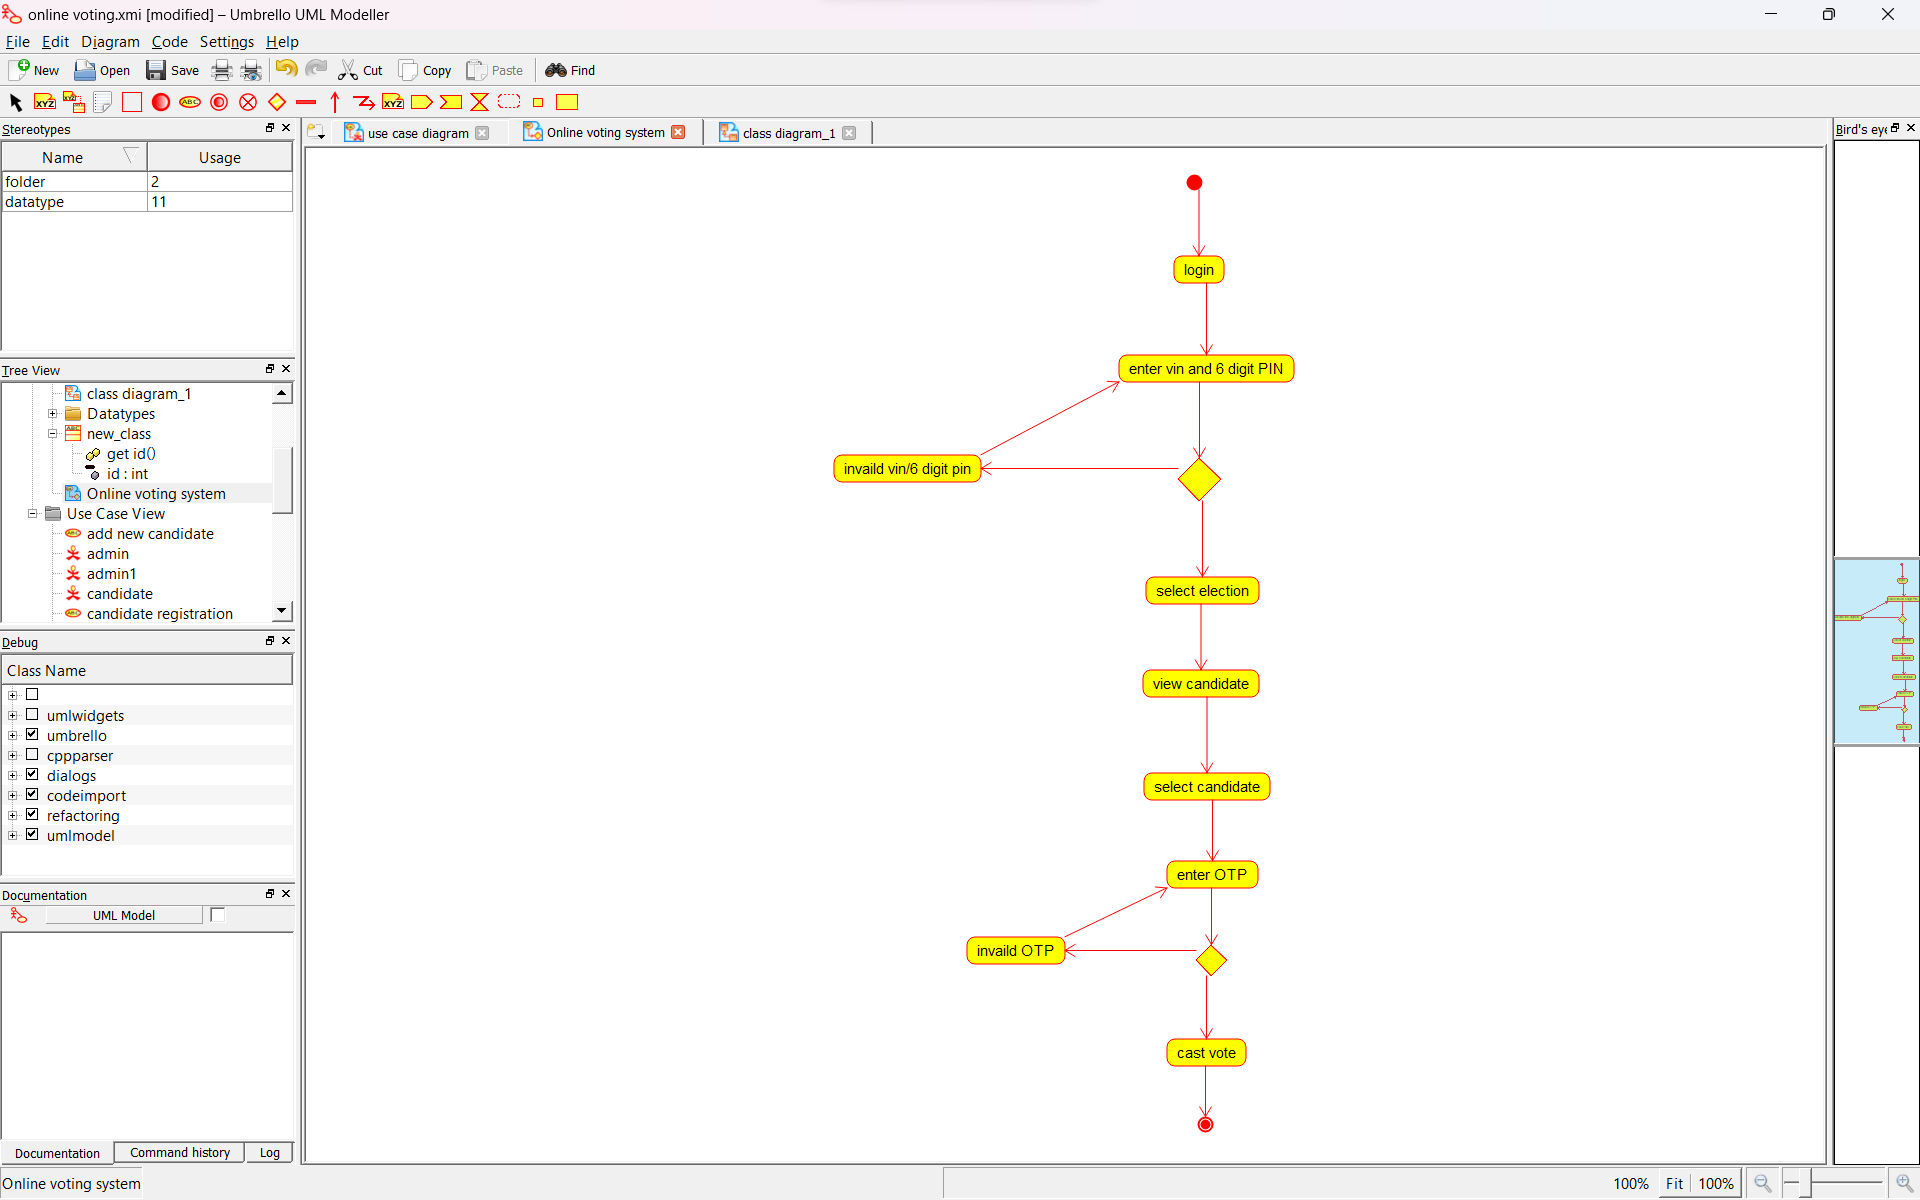 online voting.xmi [modified] – Umbrello UML Modeller
File Edit Diagram Code Settings Help
New Open Save Cut Copy Paste Find
XYZ XYZ ABC XYZ
Stereotypes
Name Usage
folder 2
datatype 11
Tree View
class diagram_1
Datatypes
new_class
get id()
id : int
Online voting system
Use Case View
add new candidate
admin
admin1
candidate
candidate registration
Debug
Class Name
umlwidgets
umbrello
cppparser
dialogs
codeimport
refactoring
umlmodel
Documentation
UML Model
Documentation Command history Log
Online voting system
use case diagram Online voting system class diagram_1
login
enter vin and 6 digit PIN
invaild vin/6 digit pin
select election
view candidate
select candidate
enter OTP
invaild OTP
cast vote
Bird's eye
100% Fit 100%